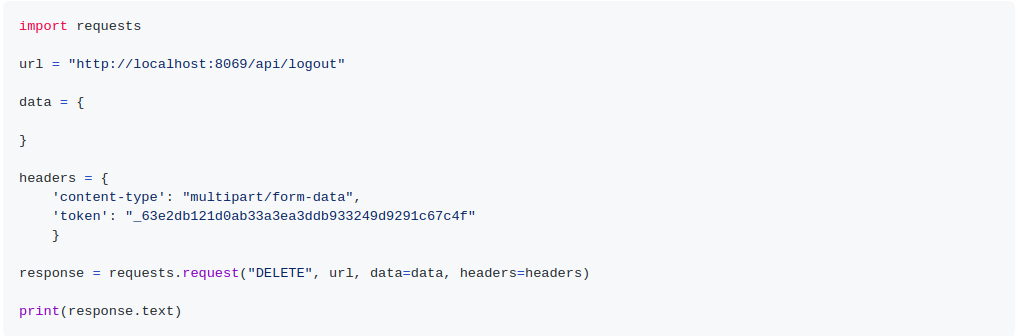 import requests
url = "http://localhost:8069/api/logout"
data = {
}
headers = {
    'content-type': "multipart/form-data",
    'token': "_63e2db121d0ab33a3ea3ddb933249d9291c67c4f"
    }
response = requests.request("DELETE", url, data=data, headers=headers)
print(response.text)